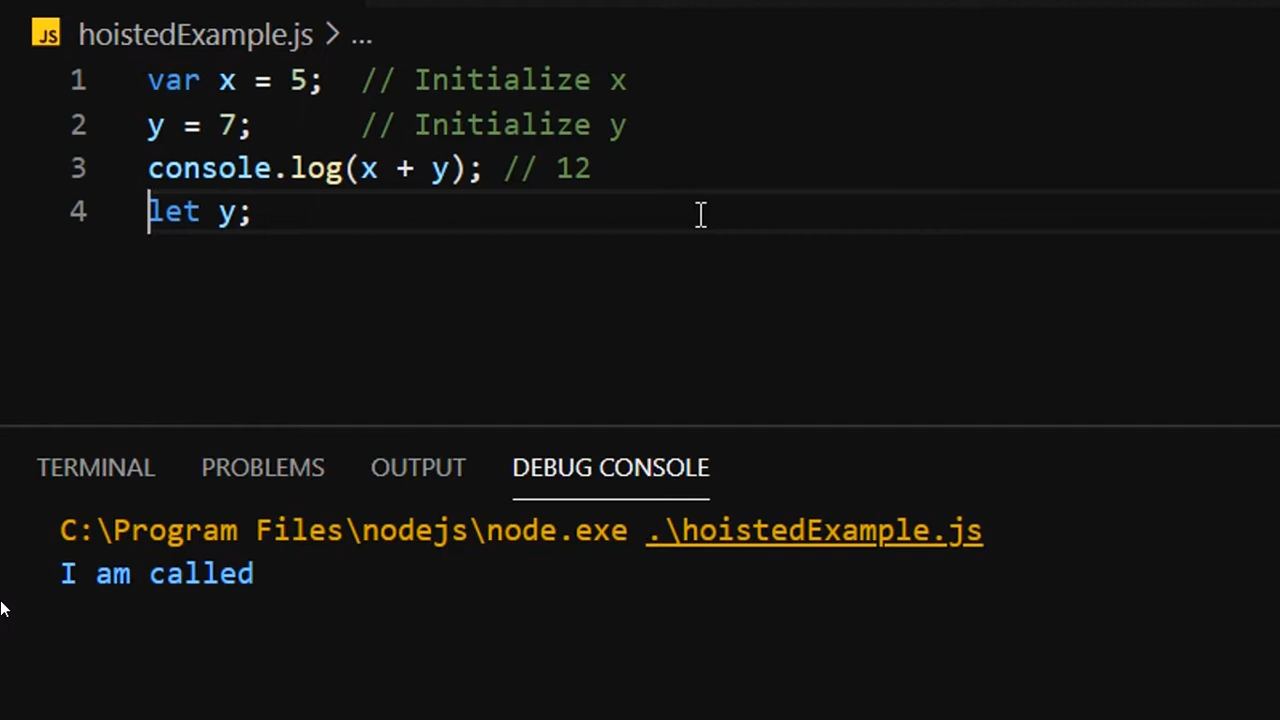 JS hoistedExample.js > ...
1 var x = 5;  // Initialize x
2 y = 7;      // Initialize y
3 console.log(x + y); // 12
4 let y;
TERMINAL PROBLEMS OUTPUT DEBUG CONSOLE
C:\Program Files\nodejs\node.exe .\hoistedExample.js
I am called